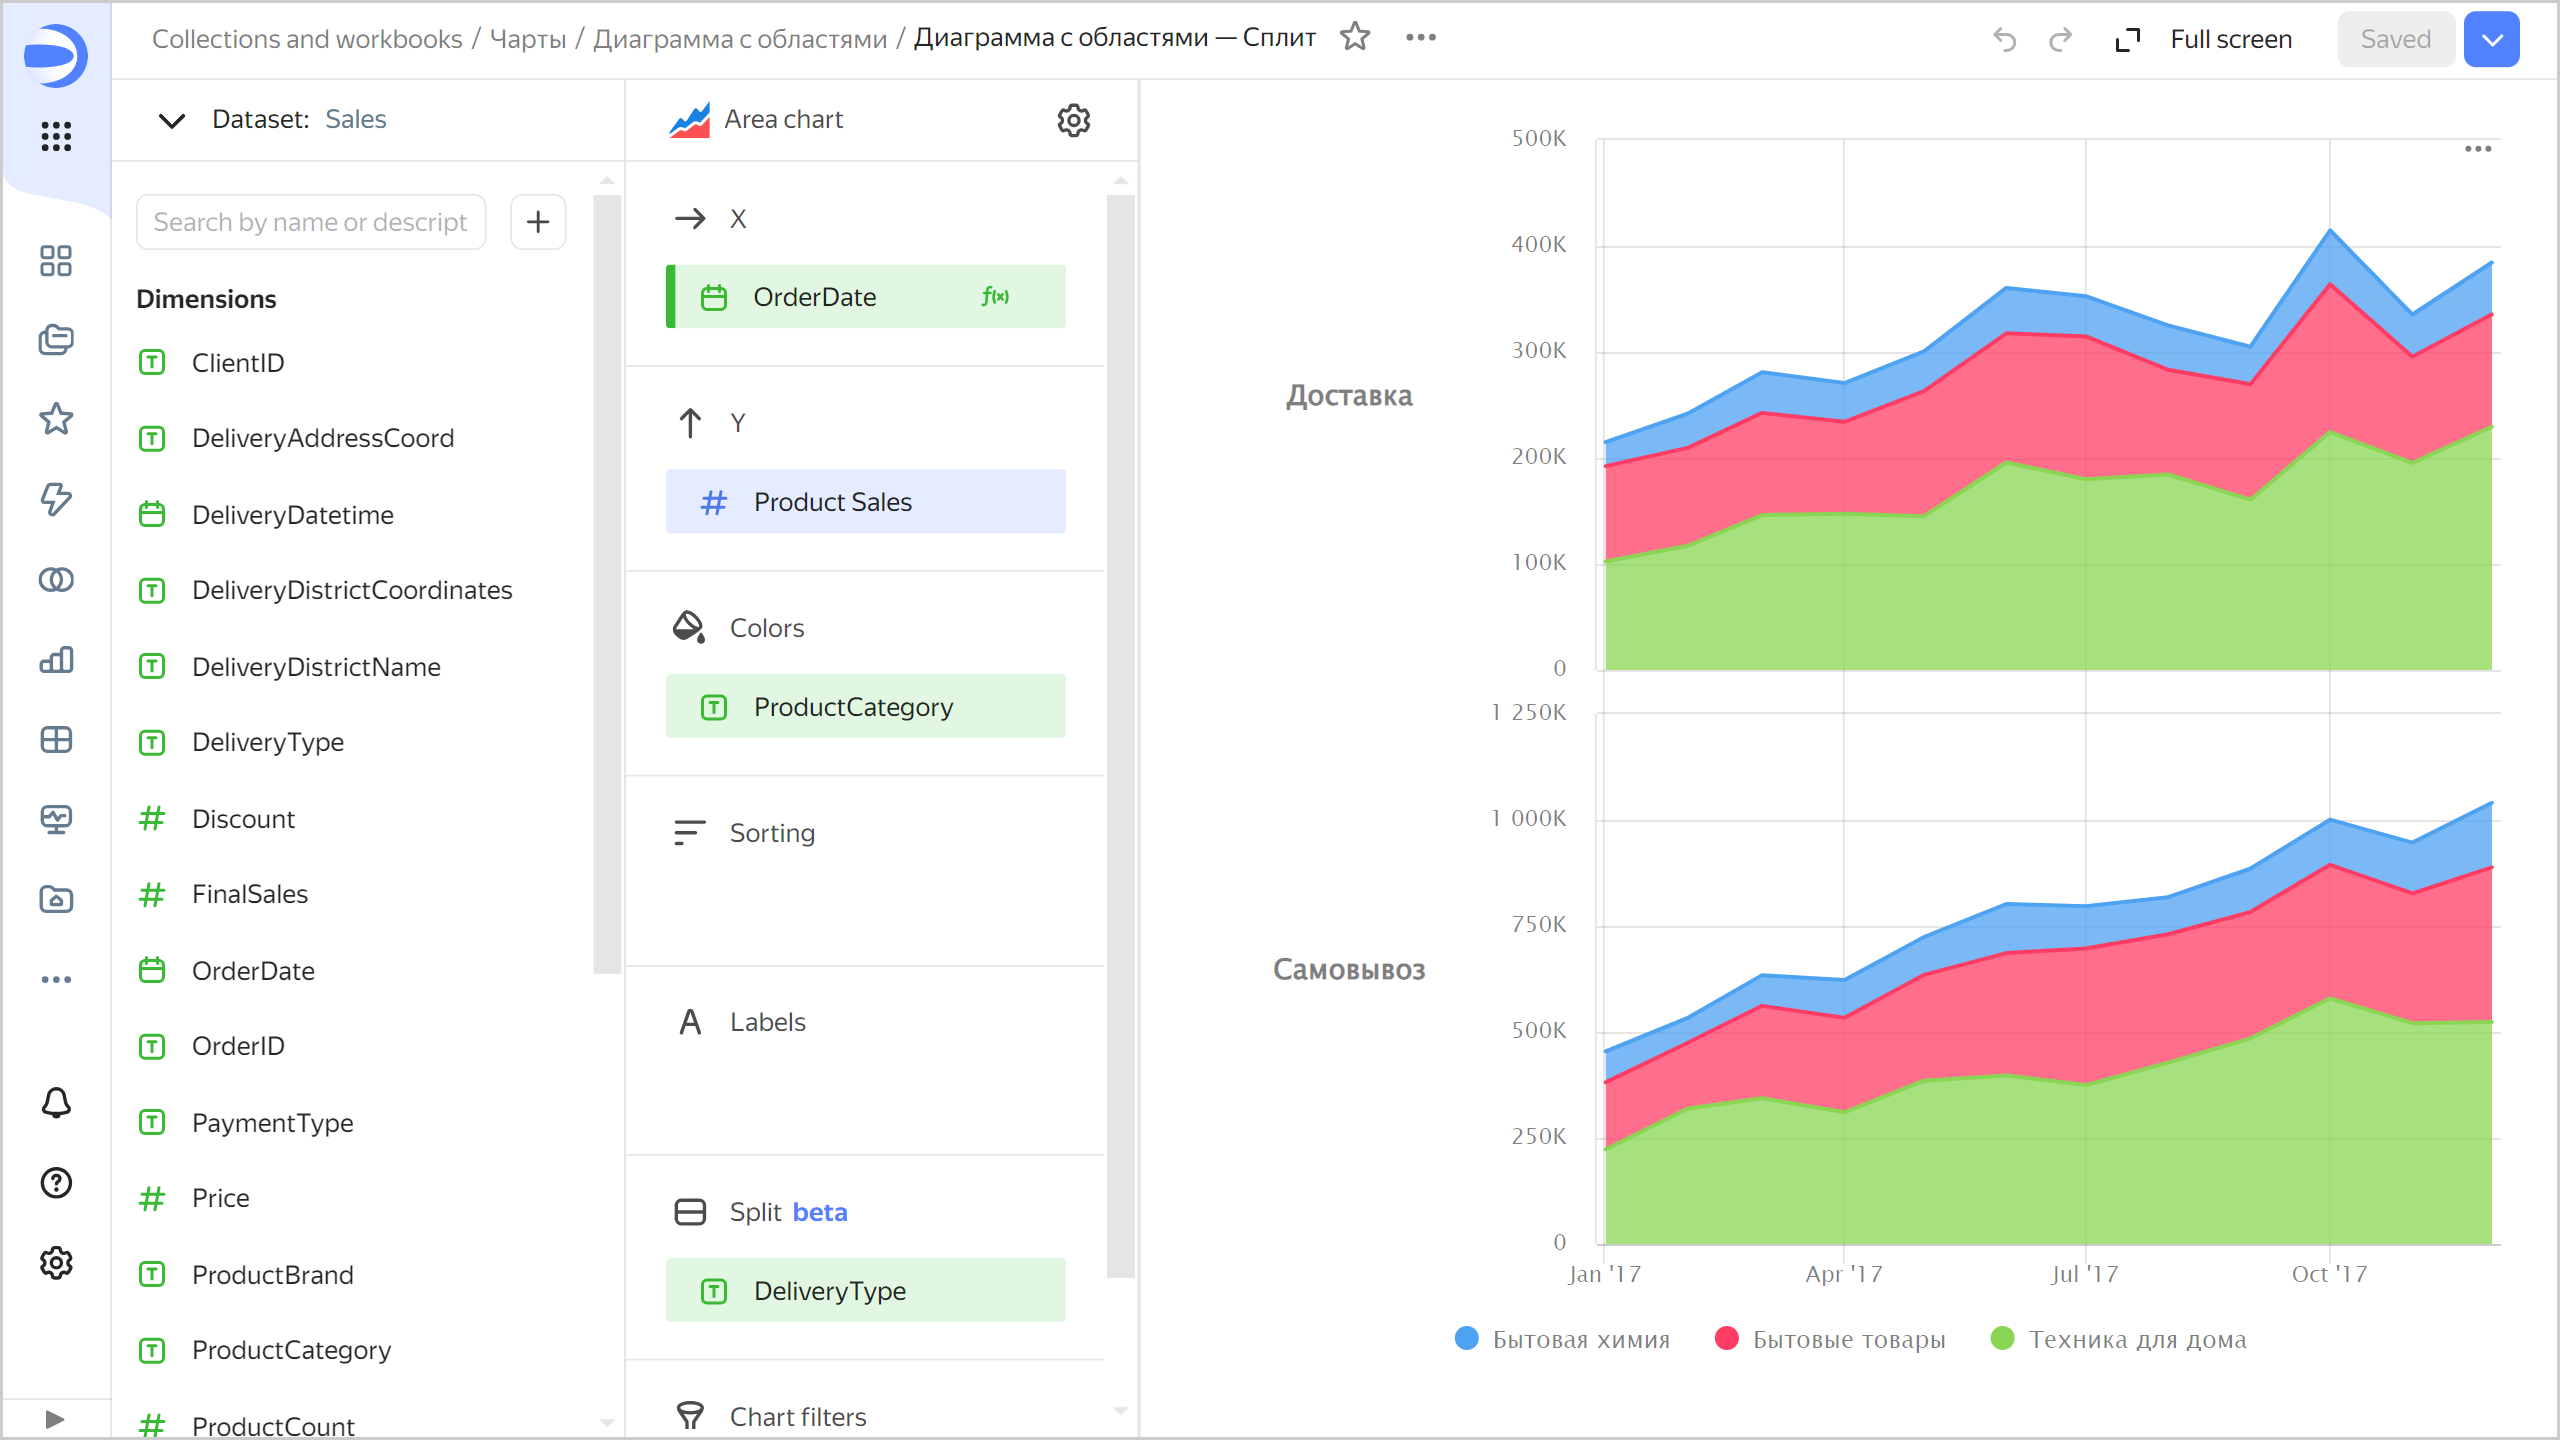 Collections and workbooks / Чарты / Диаграмма с областями / Диаграмма с областями — Сплит
Full screen
Saved
Dataset: Sales
Search by name or descript
Dimensions
ClientID
DeliveryAddressCoord
DeliveryDatetime
DeliveryDistrictCoordinates
DeliveryDistrictName
DeliveryType
Discount
FinalSales
OrderDate
OrderID
PaymentType
Price
ProductBrand
ProductCategory
ProductCount
Area chart
X
OrderDate
f(x)
Y
Product Sales
Colors
ProductCategory
Sorting
Labels
Split beta
DeliveryType
Chart filters
Доставка
500K
400K
300K
200K
100K
0
Самовывоз
1 250K
1 000K
750K
500K
250K
0
Jan '17
Apr '17
Jul '17
Oct '17
Бытовая химия
Бытовые товары
Техника для дома